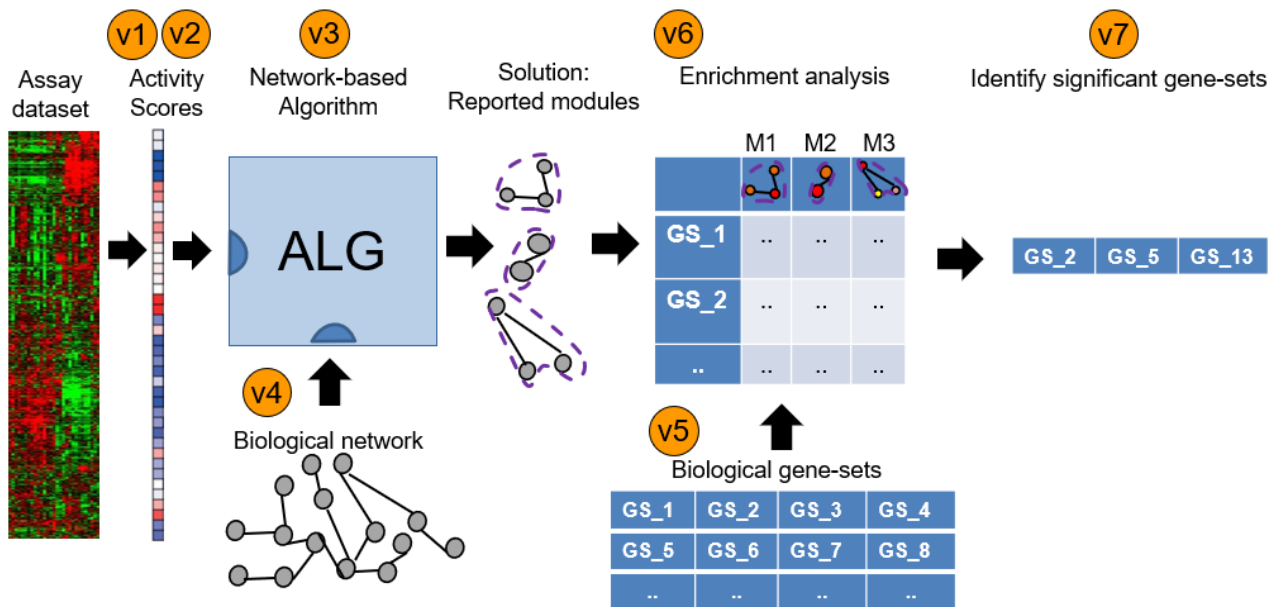 v1
v2
v3
v6
v7
Assay
dataset
Activity
Scores
Network-based
Algorithm
Solution:
Reported modules
Enrichment analysis
Identify significant gene-sets
M1
M2
M3
ALG
GS_1
..
..
..
GS_2
..
..
..
..
..
..
..
GS_2
GS_5
GS_13
v4
Biological network
v5
Biological gene-sets
GS_1
GS_2
GS_3
GS_4
GS_5
GS_6
GS_7
GS_8
..
..
..
..